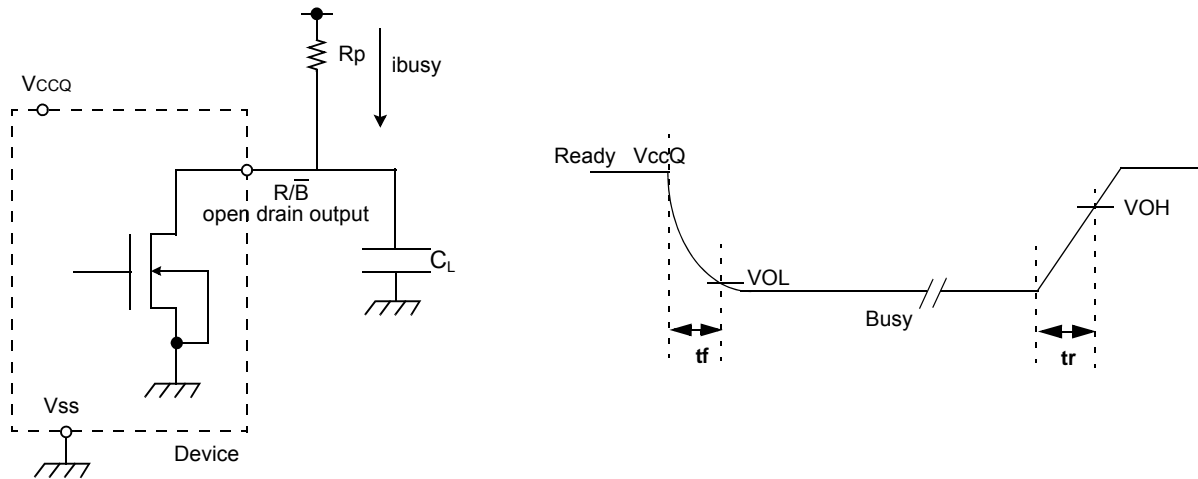 Rp
ibusy
VCCQ
R/B̅
open drain output
CL
Vss
Device
Ready VccQ
VOH
VOL
Busy
tf
tr